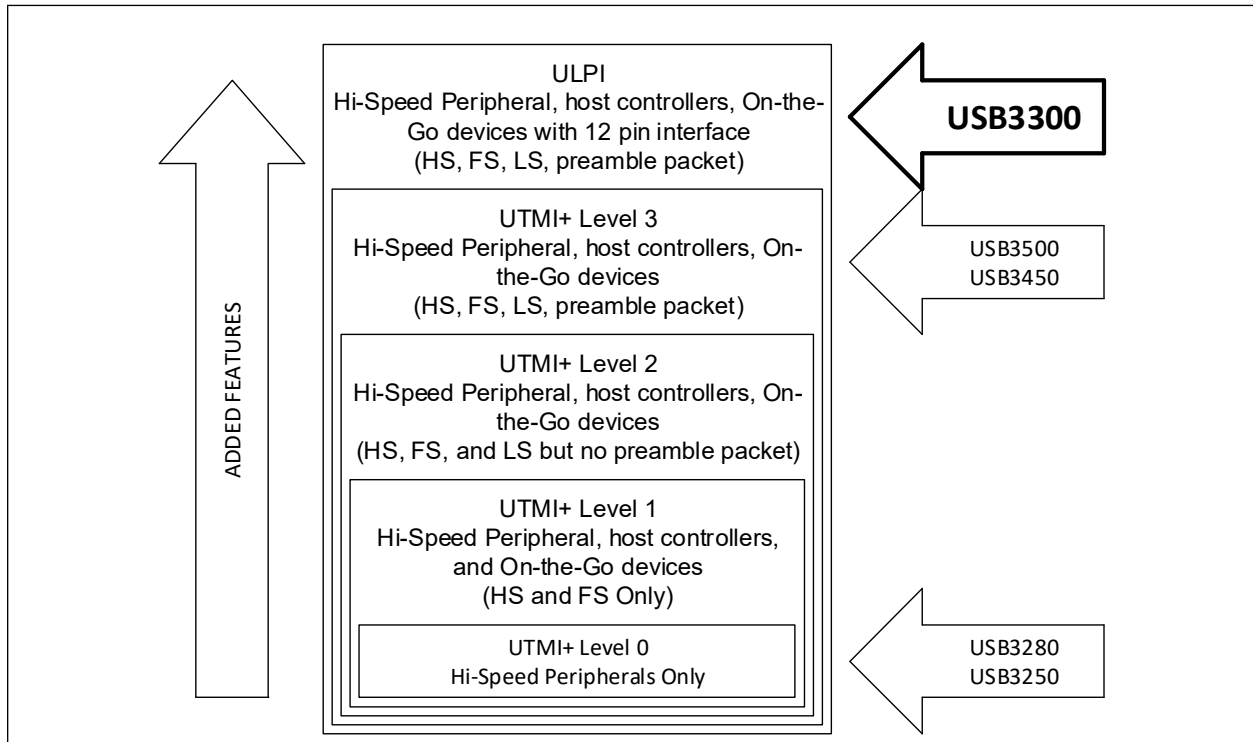 ADDED FEATURES
ULPI
Hi-Speed Peripheral, host controllers, On-the-
Go devices with 12 pin interface
(HS, FS, LS, preamble packet)
USB3300
UTMI+ Level 3
Hi-Speed Peripheral, host controllers, On-
the-Go devices
(HS, FS, LS, preamble packet)
USB3500
USB3450
UTMI+ Level 2
Hi-Speed Peripheral, host controllers, On-
the-Go devices
(HS, FS, and LS but no preamble packet)
UTMI+ Level 1
Hi-Speed Peripheral, host controllers,
and On-the-Go devices
(HS and FS Only)
UTMI+ Level 0
Hi-Speed Peripherals Only
USB3280
USB3250